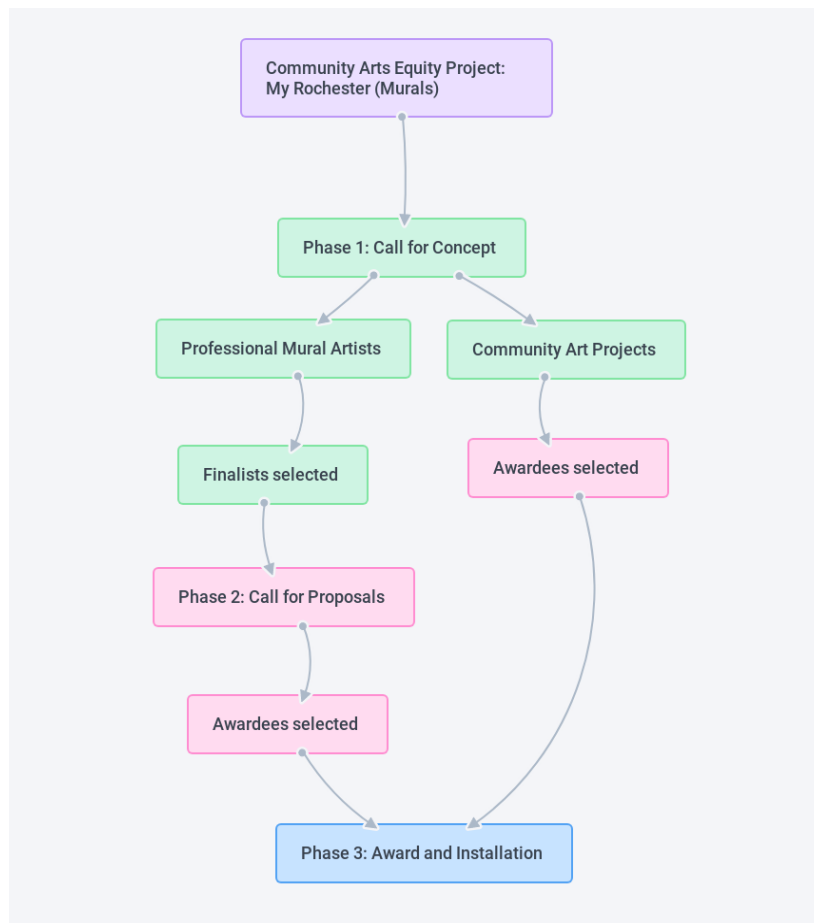 Community Arts Equity Project:
My Rochester (Murals)
Phase 1: Call for Concept
Professional Mural Artists
Community Art Projects
Finalists selected
Awardees selected
Phase 2: Call for Proposals
Awardees selected
Phase 3: Award and Installation